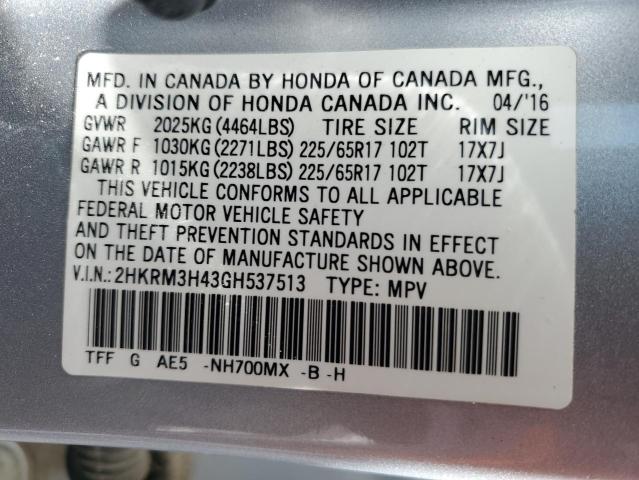 MFD. IN CANADA BY HONDA OF CANADA MFG.,
A DIVISION OF HONDA CANADA INC. 04/'16
GVWR 2025KG (4464LBS) TIRE SIZE RIM SIZE
GAWR F 1030KG (2271LBS) 225/65R17 102T 17X7J
GAWR R 1015KG (2238LBS) 225/65R17 102T 17X7J
THIS VEHICLE CONFORMS TO ALL APPLICABLE
FEDERAL MOTOR VEHICLE SAFETY
AND THEFT PREVENTION STANDARDS IN EFFECT
ON THE DATE OF MANUFACTURE SHOWN ABOVE.
V.I.N.: 2HKRM3H43GH537513 TYPE: MPV
TFF G AE5 -NH700MX -B -H